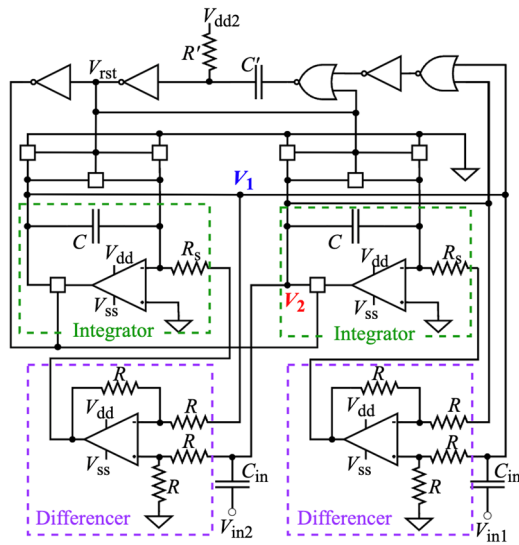 Vdd2
R'
C'
Vrst
V1
C
Rs
Vdd
Vss
Integrator
C
Rs
Vdd
V2
Vss
Integrator
R
Vdd
R
R
Vss
R
Cin
Differencer
Vin2
R
Vdd
R
R
Vss
R
Cin
Differencer
Vin1